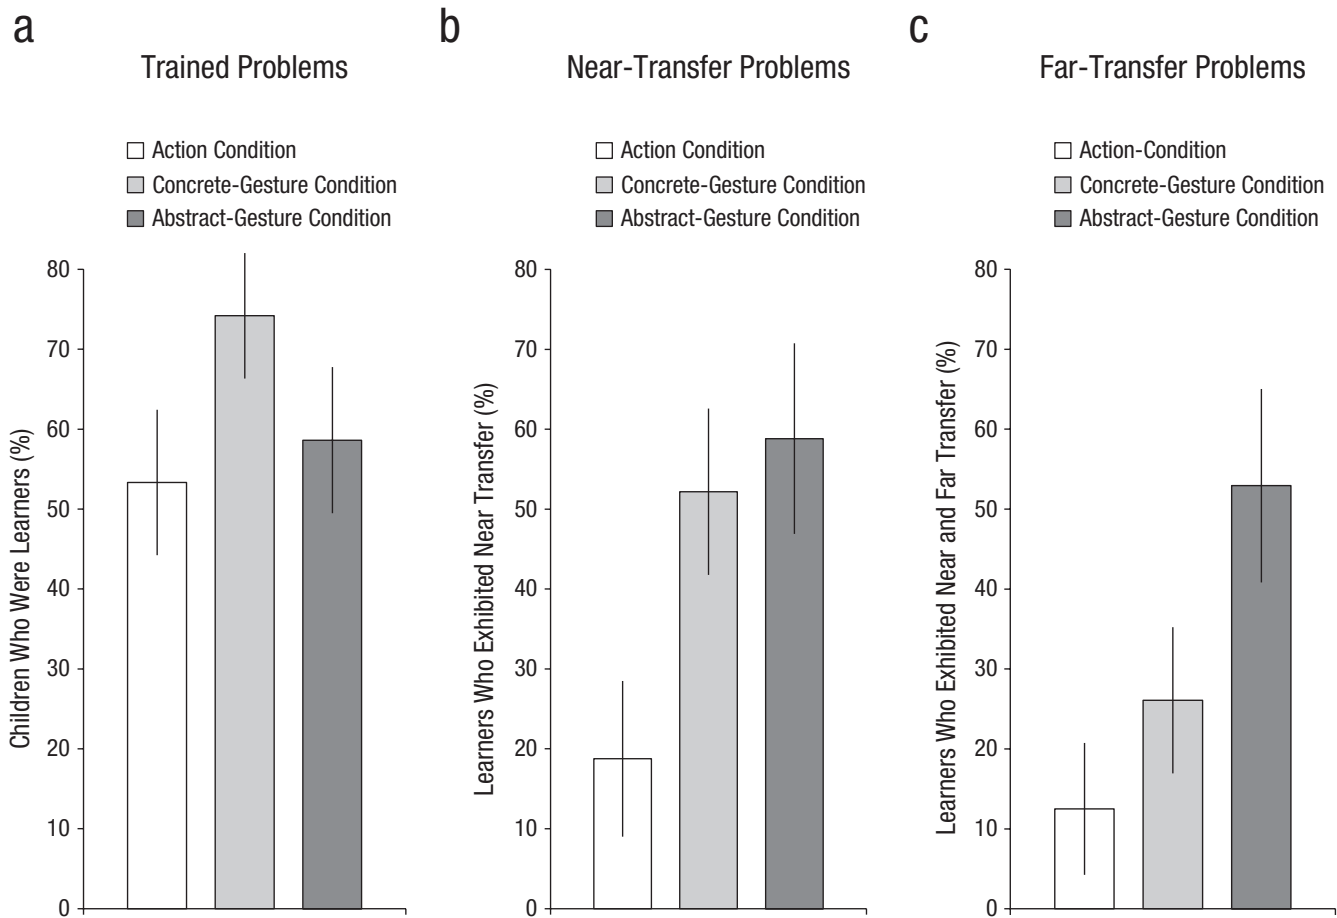 a
Trained Problems
Action Condition
Concrete-Gesture Condition
Abstract-Gesture Condition
Children Who Were Learners (%)
80
70
60
50
40
30
20
10
0
b
Near-Transfer Problems
Action Condition
Concrete-Gesture Condition
Abstract-Gesture Condition
Learners Who Exhibited Near Transfer (%)
80
70
60
50
40
30
20
10
0
c
Far-Transfer Problems
Action-Condition
Concrete-Gesture Condition
Abstract-Gesture Condition
Learners Who Exhibited Near and Far Transfer (%)
80
70
60
50
40
30
20
10
0